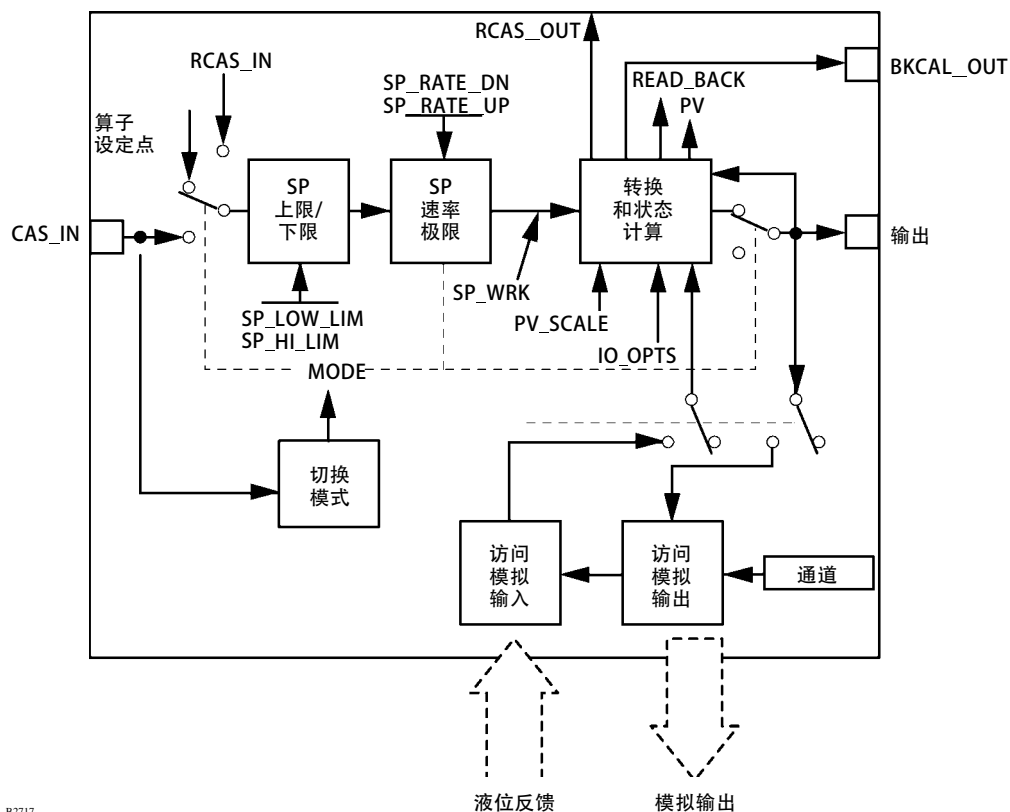 RCAS_OUT
RCAS_IN
BKCAL_OUT
READ_BACK
PV
SP_RATE_DN
SP_RATE_UP
算子
设定点
SP
上限/
下限
SP
速率
极限
转换
和状态
计算
CAS_IN
输出
SP_WRK
SP_LOW_LIM
SP_HI_LIM
PV_SCALE
IO_OPTS
MODE
切换
模式
访问
模拟
输入
访问
模拟
输出
通道
液位反馈
模拟输出
B2717